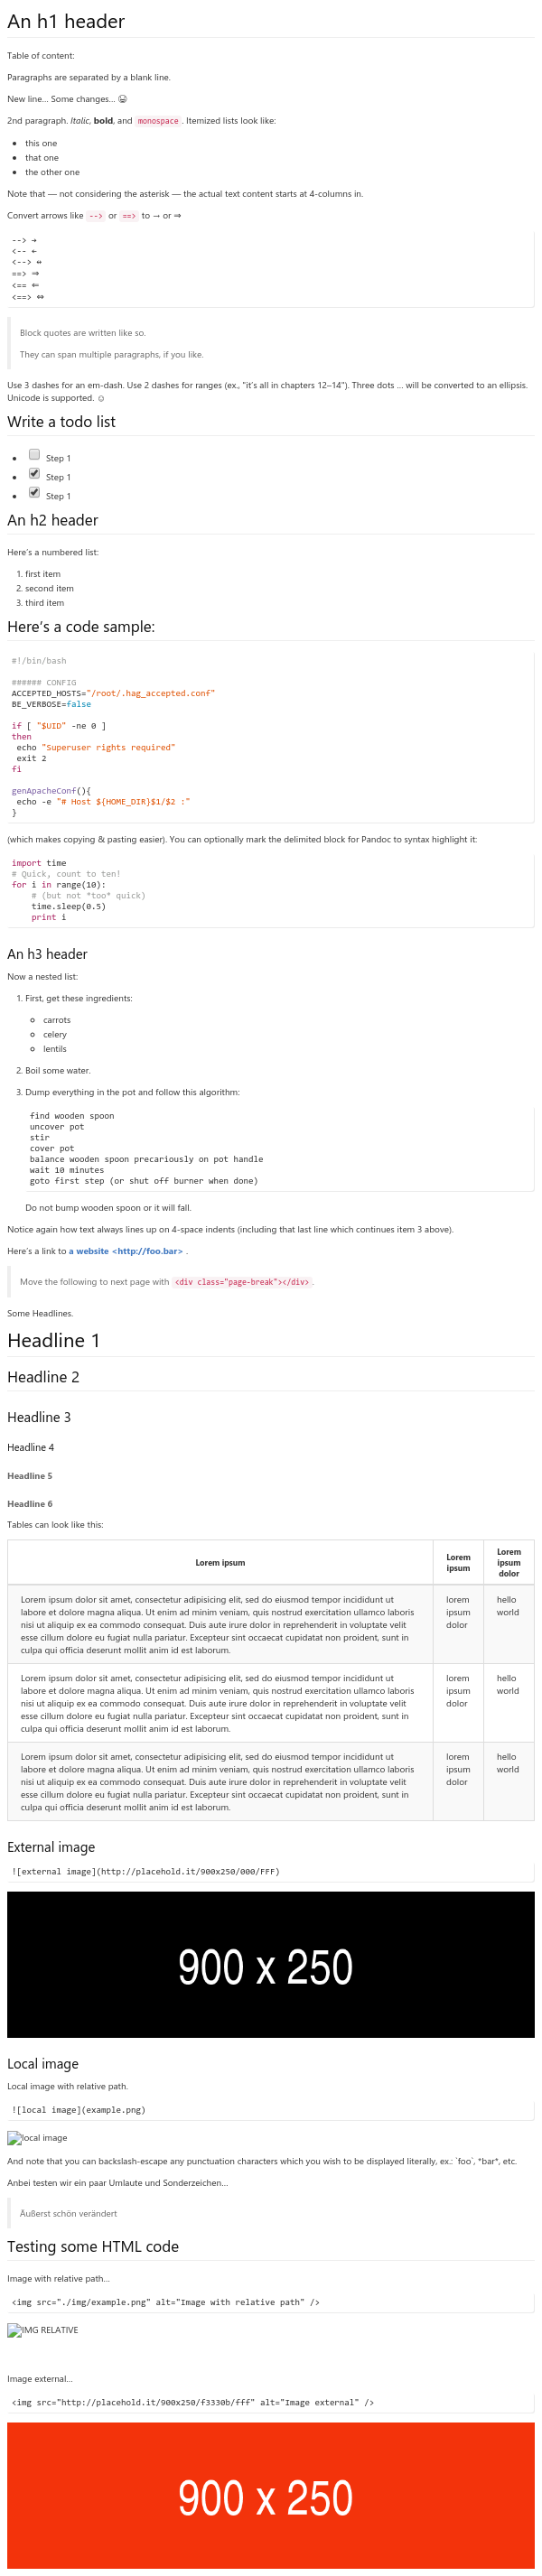 An h1 header
Table of content:
Paragraphs are separated by a blank line.
New line... Some changes... 😀
2nd paragraph. Italic, bold, and monospace . Itemized lists look like:
• this one
• that one
• the other one
Note that — not considering the asterisk — the actual text content starts at 4-columns in.
Convert arrows like --> or ==> to → or ⇒
--> →
<-- ←
<--> ↔
==> ⇒
<== ⇐
<==> ⇔
Block quotes are written like so.
They can span multiple paragraphs, if you like.
Use 3 dashes for an em-dash. Use 2 dashes for ranges (ex., "it's all in chapters 12–14"). Three dots ... will be converted to an ellipsis.
Unicode is supported. ☺
Write a todo list
• Step 1
• Step 1
• Step 1
An h2 header
Here's a numbered list:
1. first item
2. second item
3. third item
Here's a code sample:
#!/bin/bash
###### CONFIG
ACCEPTED_HOSTS="/root/.hag_accepted.conf"
BE_VERBOSE=false
if [ "$UID" -ne 0 ]
then
echo "Superuser rights required"
exit 2
fi
genApacheConf(){
echo -e "# Host ${HOME_DIR}$1/$2 :"
}
(which makes copying & pasting easier). You can optionally mark the delimited block for Pandoc to syntax highlight it:
import time
# Quick, count to ten!
for i in range(10):
# (but not *too* quick)
time.sleep(0.5)
print i
An h3 header
Now a nested list:
1. First, get these ingredients:
○ carrots
○ celery
○ lentils
2. Boil some water.
3. Dump everything in the pot and follow this algorithm:
find wooden spoon
uncover pot
stir
cover pot
balance wooden spoon precariously on pot handle
wait 10 minutes
goto first step (or shut off burner when done)
Do not bump wooden spoon or it will fall.
Notice again how text always lines up on 4-space indents (including that last line which continues item 3 above).
Here's a link to a website <http://foo.bar> .
Move the following to next page with <div class="page-break"></div>.
Some Headlines.
Headline 1
Headline 2
Headline 3
Headline 4
Headline 5
Headline 6
Tables can look like this:
Lorem ipsum
Lorem
ipsum
Lorem
ipsum
dolor
Lorem ipsum dolor sit amet, consectetur adipisicing elit, sed do eiusmod tempor incididunt ut
labore et dolore magna aliqua. Ut enim ad minim veniam, quis nostrud exercitation ullamco laboris
nisi ut aliquip ex ea commodo consequat. Duis aute irure dolor in reprehenderit in voluptate velit
esse cillum dolore eu fugiat nulla pariatur. Excepteur sint occaecat cupidatat non proident, sunt in
culpa qui officia deserunt mollit anim id est laborum.
lorem
ipsum
dolor
hello
world
Lorem ipsum dolor sit amet, consectetur adipisicing elit, sed do eiusmod tempor incididunt ut
labore et dolore magna aliqua. Ut enim ad minim veniam, quis nostrud exercitation ullamco laboris
nisi ut aliquip ex ea commodo consequat. Duis aute irure dolor in reprehenderit in voluptate velit
esse cillum dolore eu fugiat nulla pariatur. Excepteur sint occaecat cupidatat non proident, sunt in
culpa qui officia deserunt mollit anim id est laborum.
lorem
ipsum
dolor
hello
world
Lorem ipsum dolor sit amet, consectetur adipisicing elit, sed do eiusmod tempor incididunt ut
labore et dolore magna aliqua. Ut enim ad minim veniam, quis nostrud exercitation ullamco laboris
nisi ut aliquip ex ea commodo consequat. Duis aute irure dolor in reprehenderit in voluptate velit
esse cillum dolore eu fugiat nulla pariatur. Excepteur sint occaecat cupidatat non proident, sunt in
culpa qui officia deserunt mollit anim id est laborum.
lorem
ipsum
dolor
hello
world
External image
![external image](http://placehold.it/900x250/000/FFF)
900 x 250
Local image
Local image with relative path.
![local image](example.png)
local image
And note that you can backslash-escape any punctuation characters which you wish to be displayed literally, ex.: `foo`, *bar*, etc.
Anbei testen wir ein paar Umlaute und Sonderzeichen...
Äußerst schön verändert
Testing some HTML code
Image with relative path...
<img src="./img/example.png" alt="Image with relative path" />
IMG RELATIVE
Image external...
<img src="http://placehold.it/900x250/f3330b/fff" alt="Image external" />
900 x 250